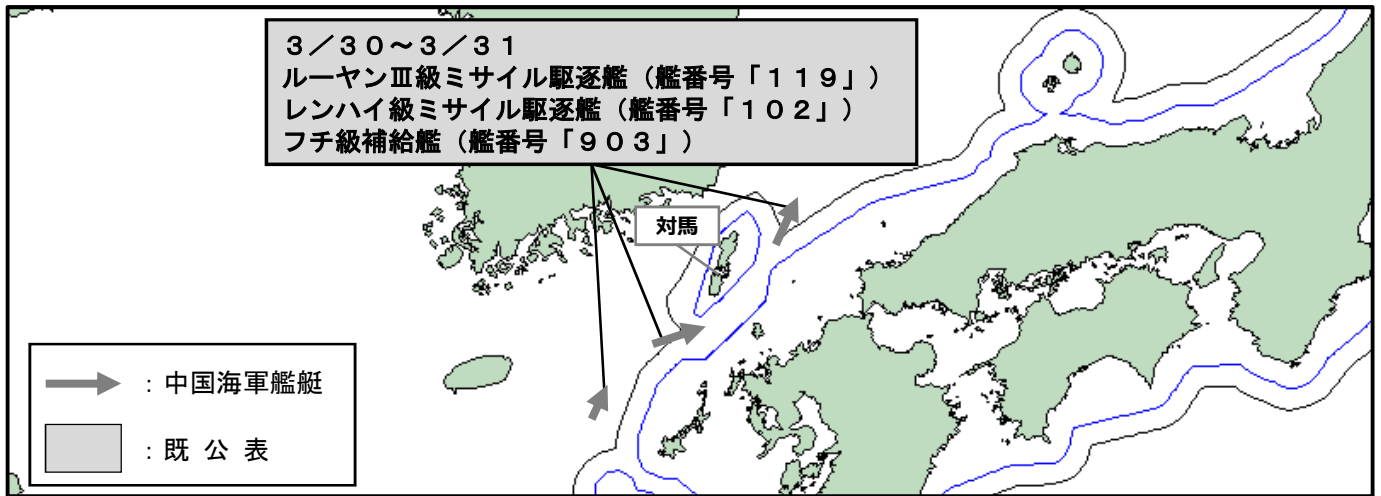 ３／３０～３／３１
ルーヤンⅢ級ミサイル駆逐艦（艦番号「１１９」）
レンハイ級ミサイル駆逐艦（艦番号「１０２」）
フチ級補給艦（艦番号「９０３」）
対馬
：中国海軍艦艇
：既 公 表